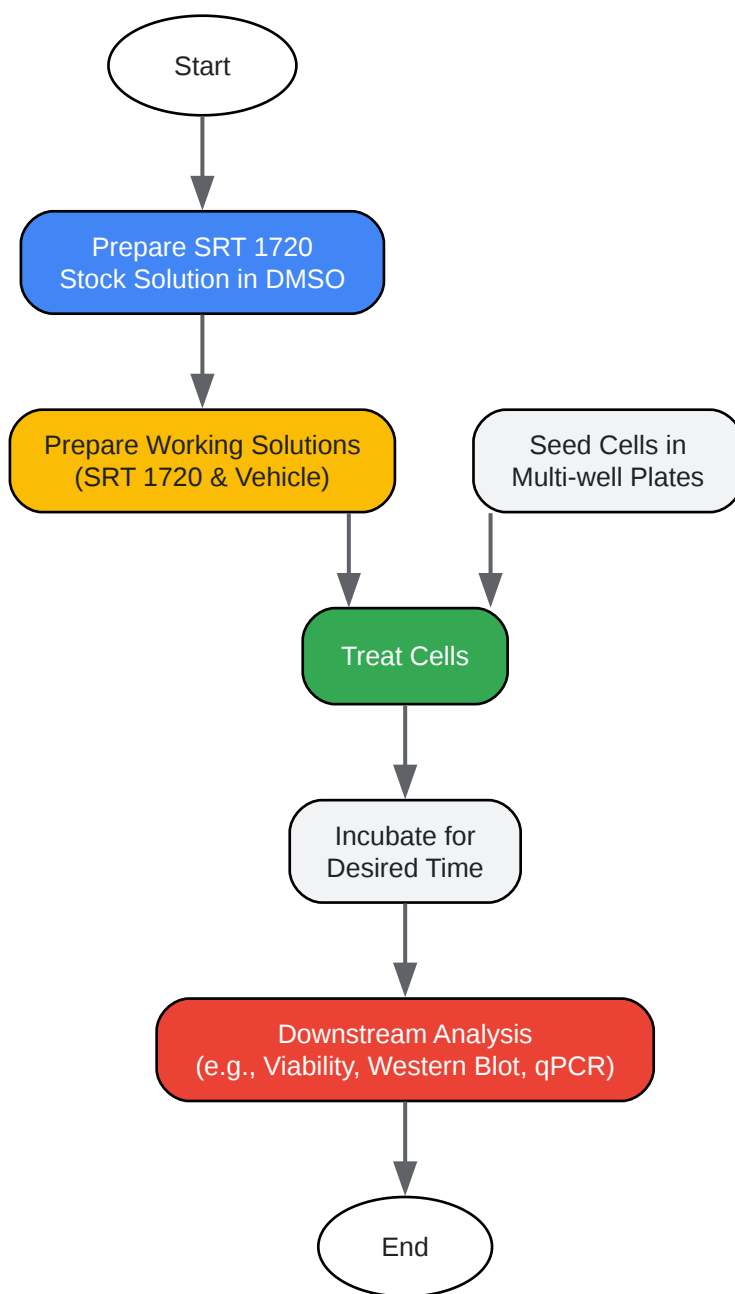 Start
Prepare SRT 1720
Stock Solution in DMSO
Prepare Working Solutions
(SRT 1720 & Vehicle)
Seed Cells in
Multi-well Plates
Treat Cells
Incubate for
Desired Time
Downstream Analysis
(e.g., Viability, Western Blot, qPCR)
End